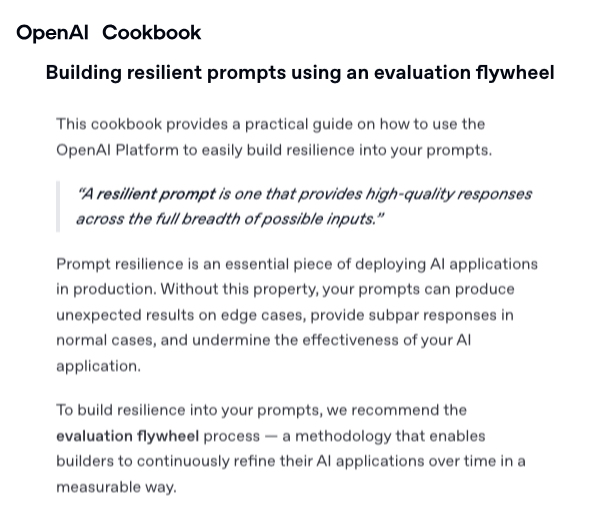 OpenAI Cookbook
Building resilient prompts using an evaluation flywheel
This cookbook provides a practical guide on how to use the
OpenAI Platform to easily build resilience into your prompts.
“A resilient prompt is one that provides high-quality responses
across the full breadth of possible inputs.”
Prompt resilience is an essential piece of deploying AI applications
in production. Without this property, your prompts can produce
unexpected results on edge cases, provide subpar responses in
normal cases, and undermine the effectiveness of your AI
application.
To build resilience into your prompts, we recommend the
evaluation flywheel process — a methodology that enables
builders to continuously refine their AI applications over time in a
measurable way.